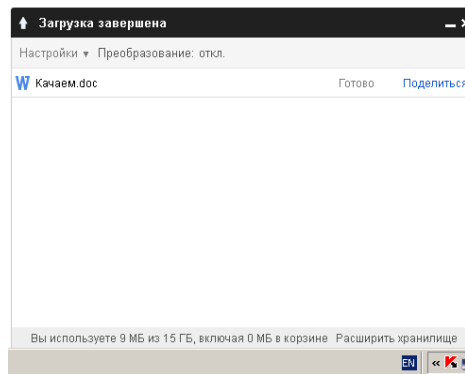 Загрузка завершена
Настройки Преобразование: откл.
W Качаем.doc Готово Поделиться
Вы используете 9 МБ из 15 ГБ, включая 0 МБ в корзине Расширить хранилище
EN « K